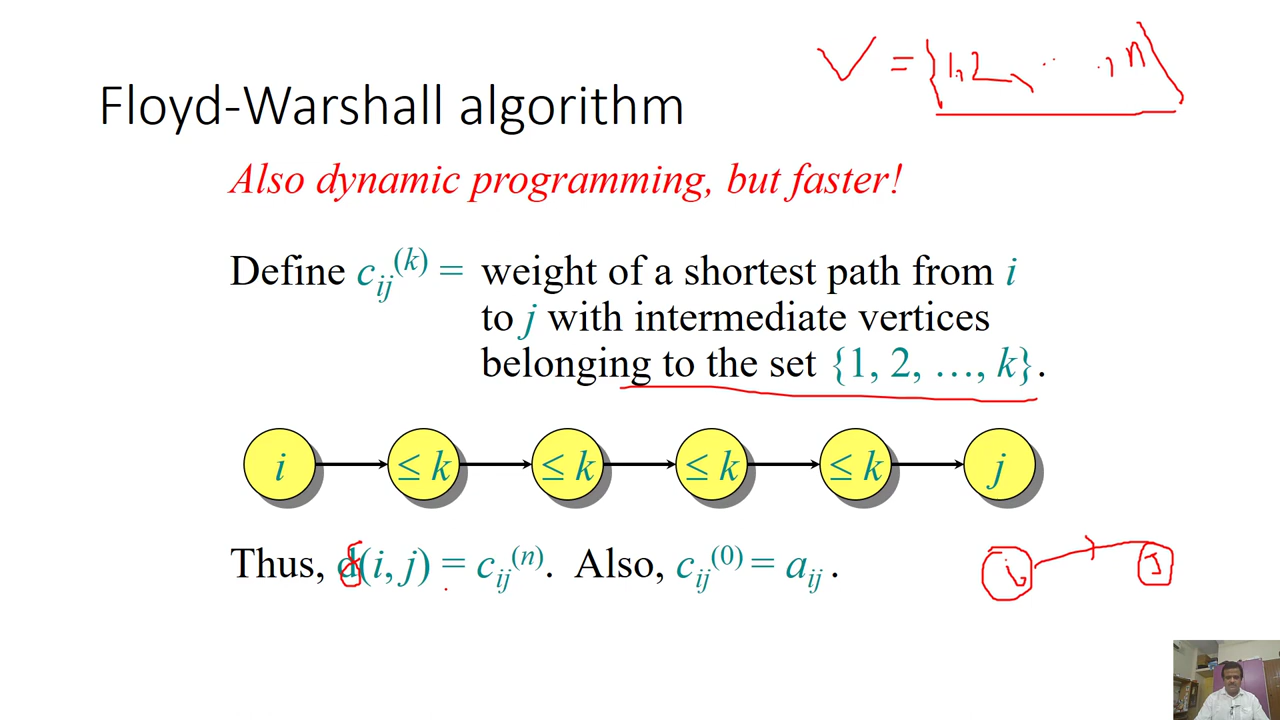 V = {1, 2, ..., n}
Floyd-Warshall algorithm
Also dynamic programming, but faster!
Define cᵢⱼ⁽ᵏ⁾ = weight of a shortest path from i
to j with intermediate vertices
belonging to the set {1, 2, …, k}.
i ≤ k ≤ k ≤ k ≤ k j
Thus, d(i, j) = cᵢⱼ⁽ⁿ⁾. Also, cᵢⱼ⁽⁰⁾ = aᵢⱼ .
i J